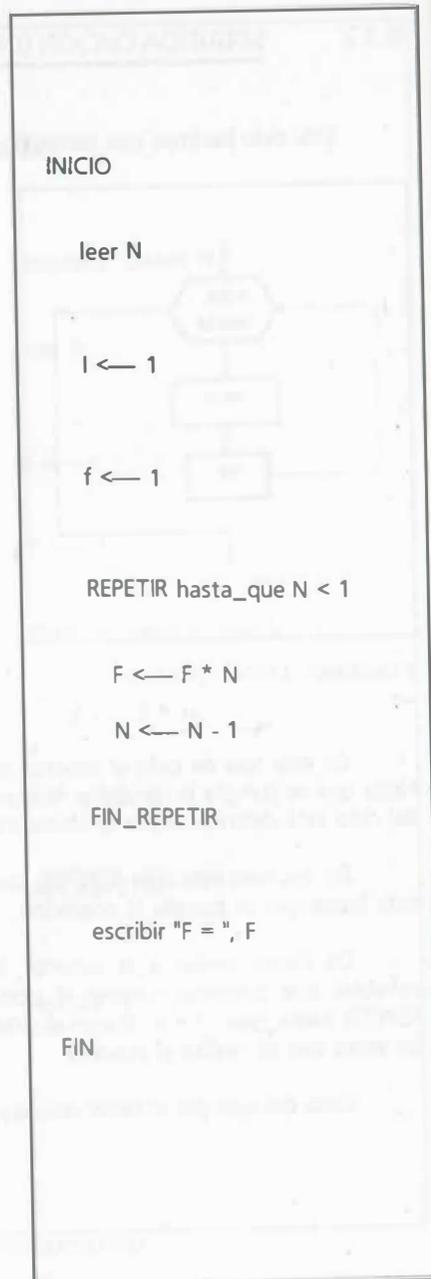 INICIO
leer N
I <— 1
f <— 1
REPETIR hasta_que N < 1
F <— F * N
N <— N - 1
FIN_REPETIR
escribir "F = ", F
FIN